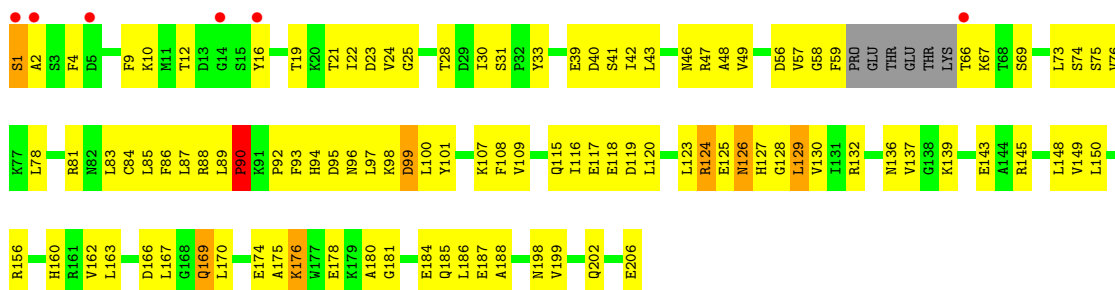 S1 A2 S3 F4 D5 F9 K10 M11 T12 D13 G14 S15 Y16 T19 K20 T21 I22 D23 V24 G25 T28 D29 I30 S31 P32 Y33 E39 D40 S41 I42 L43 N46 R47 A48 V49 D56 V57 G58 F59 PRO GLU THR GLU THR LYS T66 K67 T68 S69 L73 S74 S75 V76
K77 L78 R81 N82 L83 C84 L85 F86 L87 R88 L89 P90 K91 P92 F93 H94 D95 N96 L97 K98 D99 L100 Y101 K107 F108 V109 Q115 I116 E117 E118 D119 L120 L123 R124 E125 N126 H127 G128 L129 V130 I131 R132 N136 V137 G138 K139 E143 A144 R145 L148 V149 L150
R156 H160 R161 V162 L163 D166 L167 G168 Q169 L170 E174 A175 K176 W177 E178 K179 A180 G181 E184 Q185 L186 E187 A188 N198 V199 Q202 E206